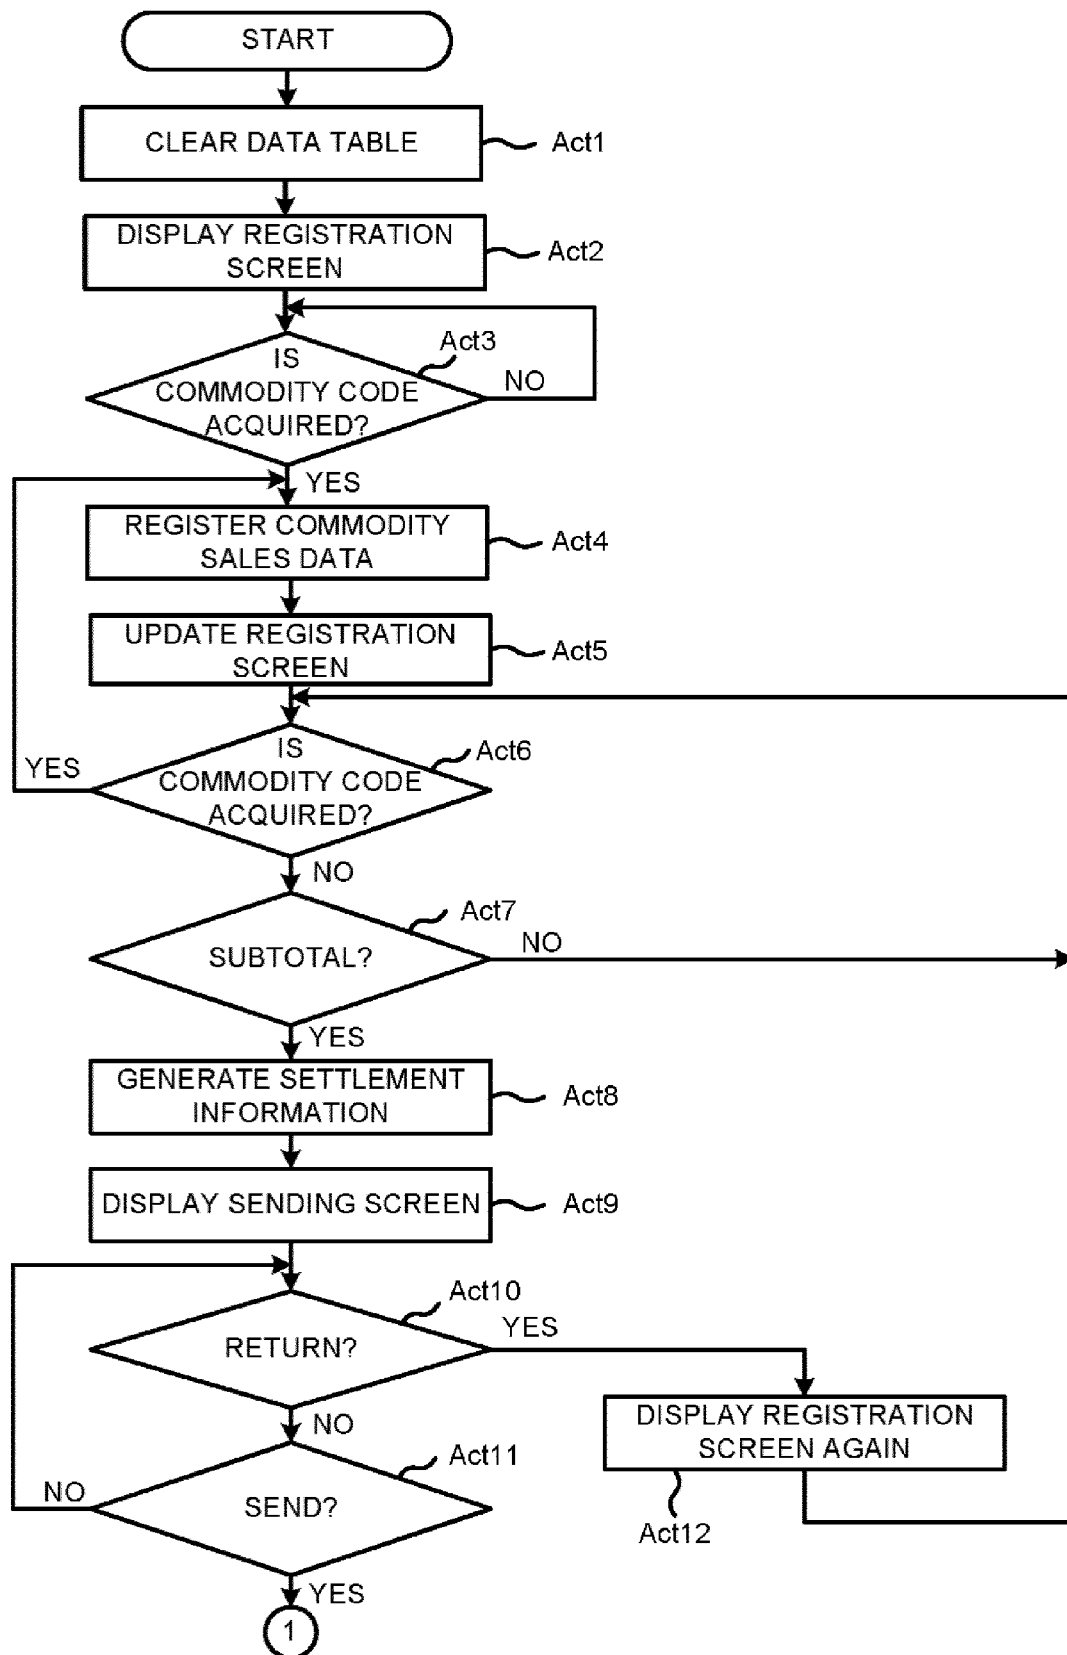 START
CLEAR DATA TABLE
Act1
DISPLAY REGISTRATION
SCREEN
Act2
IS
COMMODITY CODE
ACQUIRED?
Act3
NO
YES
REGISTER COMMODITY
SALES DATA
Act4
UPDATE REGISTRATION
SCREEN
Act5
IS
COMMODITY CODE
ACQUIRED?
Act6
YES
NO
SUBTOTAL?
Act7
NO
YES
GENERATE SETTLEMENT
INFORMATION
Act8
DISPLAY SENDING SCREEN
Act9
RETURN?
Act10
YES
NO
DISPLAY REGISTRATION
SCREEN AGAIN
Act12
SEND?
Act11
NO
YES
1